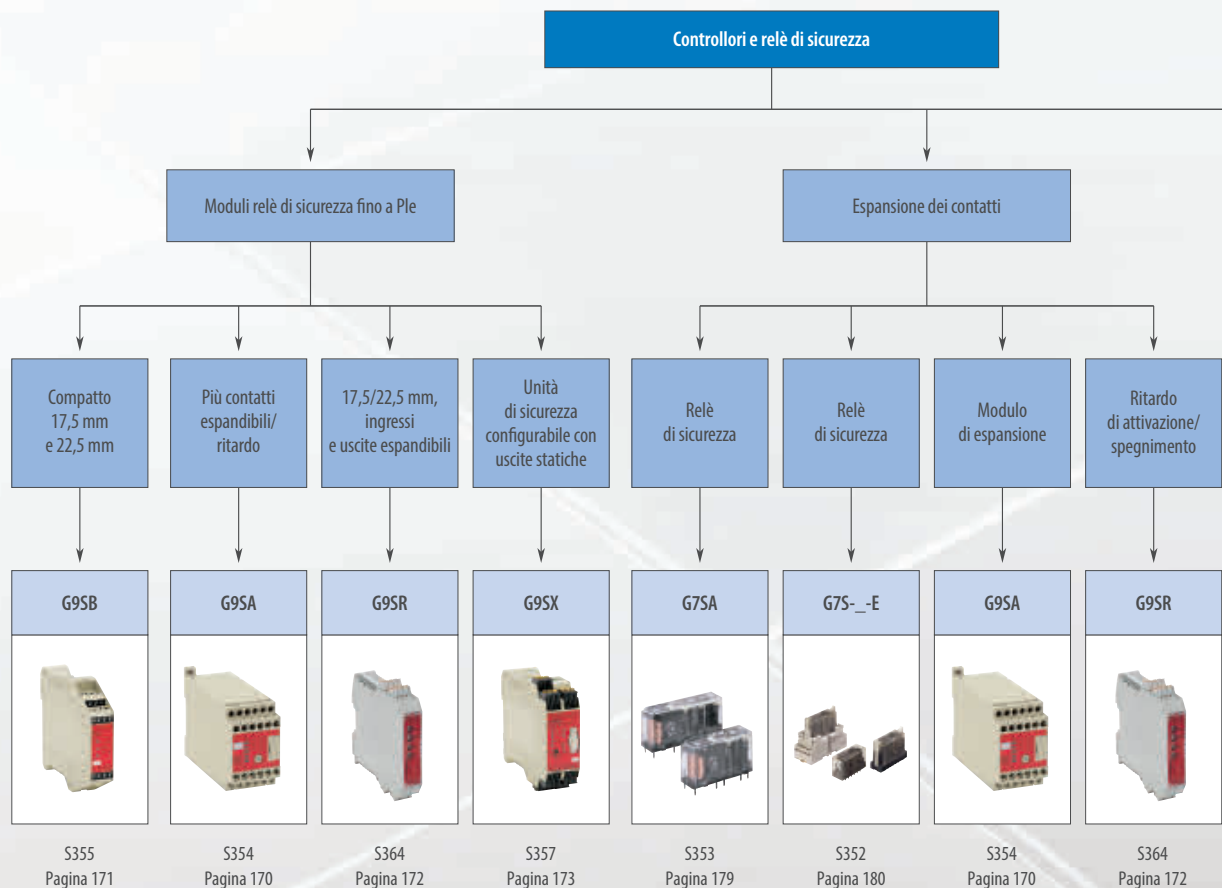 Controllori e relè di sicurezza
Moduli relè di sicurezza fino a Ple
Espansione dei contatti
Compatto
17,5 mm
e 22,5 mm
Più contatti
espandibili/
ritardo
17,5/22,5 mm,
ingressi
e uscite espandibili
Unità
di sicurezza
configurabile con
uscite statiche
Relè
di sicurezza
Relè
di sicurezza
Modulo
di espansione
Ritardo
di attivazione/
spegnimento
G9SB
G9SA
G9SR
G9SX
G7SA
G7S-_-E
G9SA
G9SR
S355
Pagina 171
S354
Pagina 170
S364
Pagina 172
S357
Pagina 173
S353
Pagina 179
S352
Pagina 180
S354
Pagina 170
S364
Pagina 172